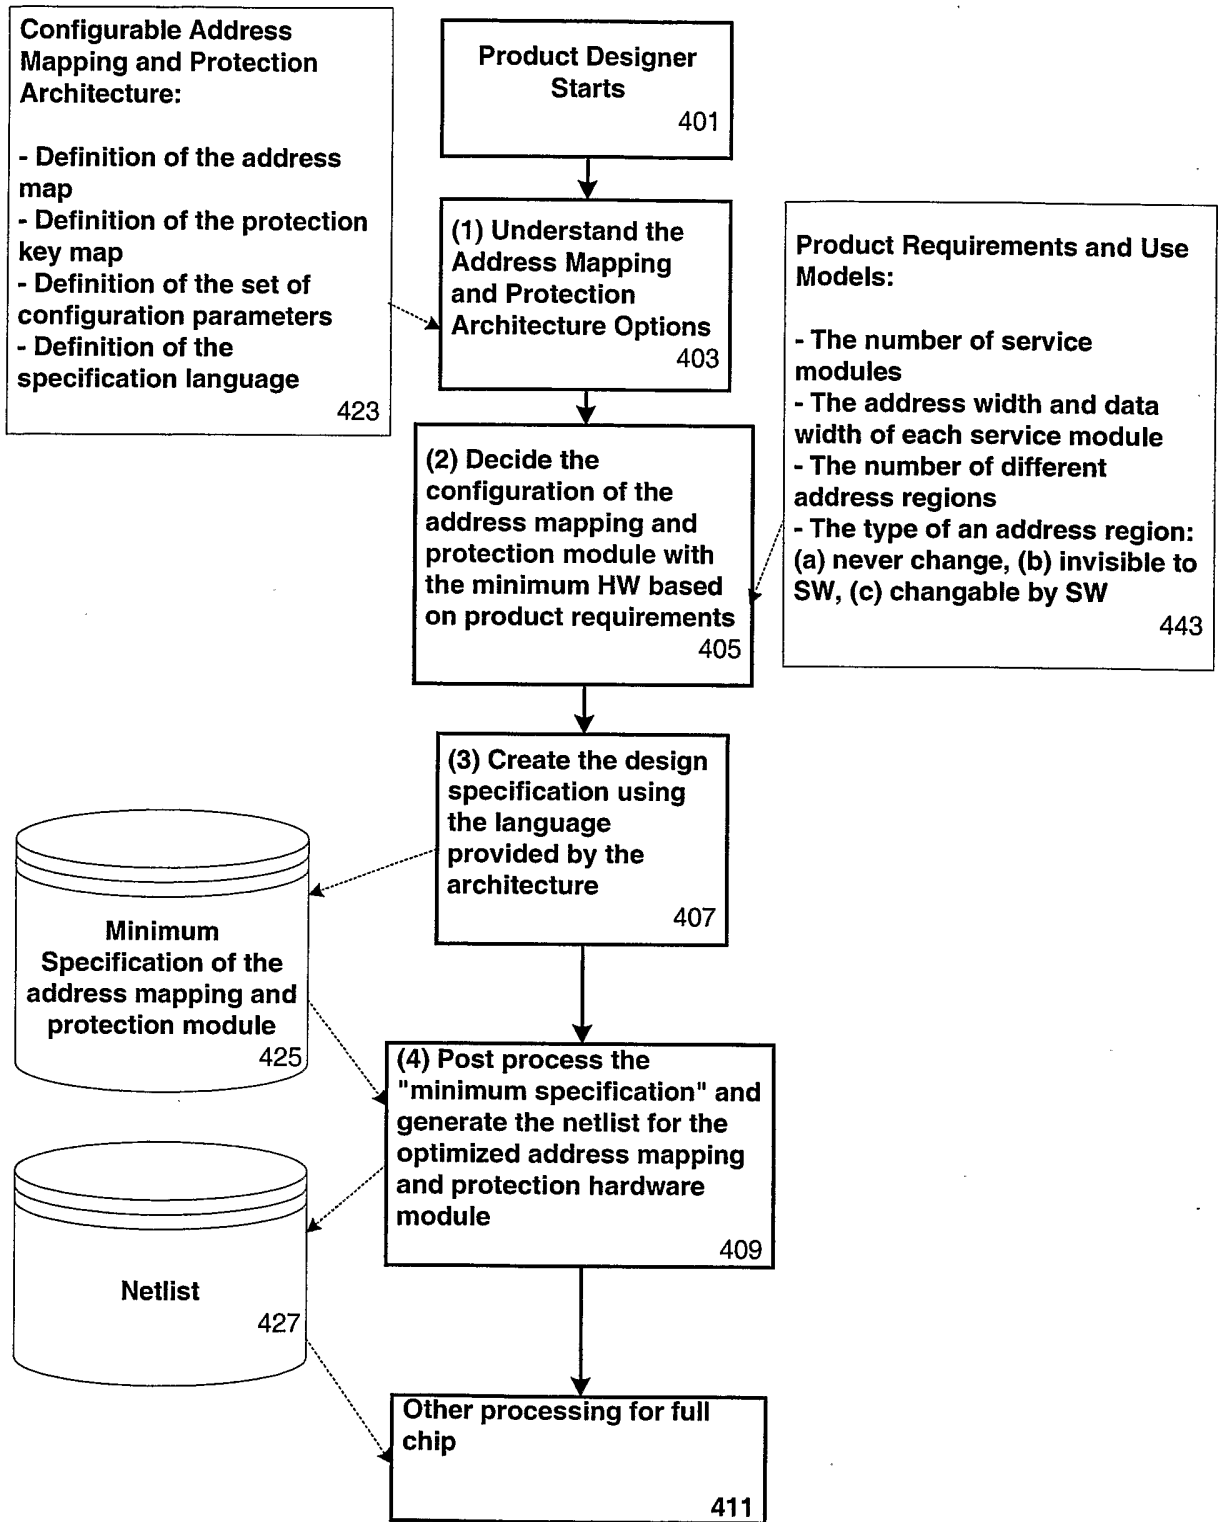 Configurable Address
Mapping and Protection
Architecture:
- Definition of the address
map
- Definition of the protection
key map
- Definition of the set of
configuration parameters
- Definition of the
specification language
423
Product Designer
Starts
401
(1) Understand the
Address Mapping
and Protection
Architecture Options
403
Product Requirements and Use
Models:
- The number of service
modules
- The address width and data
width of each service module
- The number of different
address regions
- The type of an address region:
(a) never change, (b) invisible to
SW, (c) changable by SW
443
(2) Decide the
configuration of the
address mapping and
protection module with
the minimum HW based
on product requirements
405
(3) Create the design
specification using
the language
provided by the
architecture
407
Minimum
Specification of the
address mapping and
protection module
425
(4) Post process the
"minimum specification" and
generate the netlist for the
optimized address mapping
and protection hardware
module
409
Netlist
427
Other processing for full
chip
411